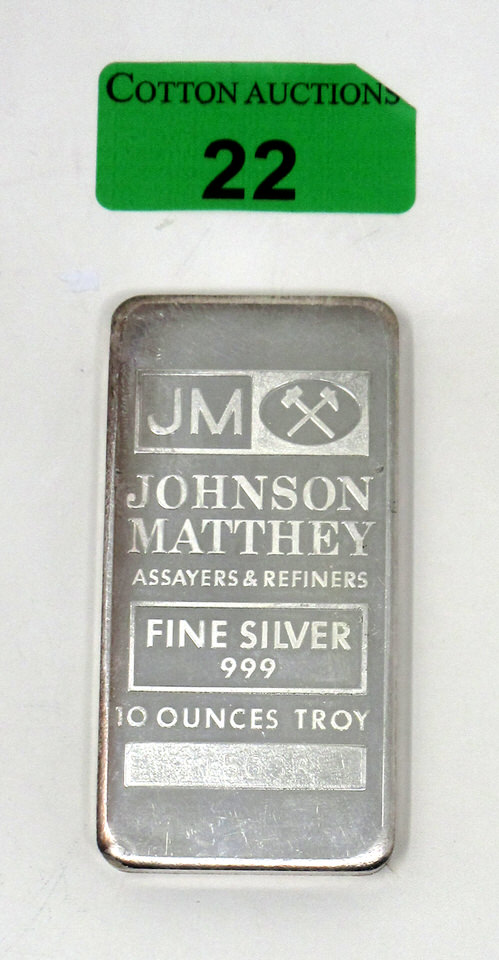 COTTON AUCTIONS
22
JM
JOHNSON
MATTHEY
ASSAYERS & REFINERS
FINE SILVER
999
10 OUNCES TROY